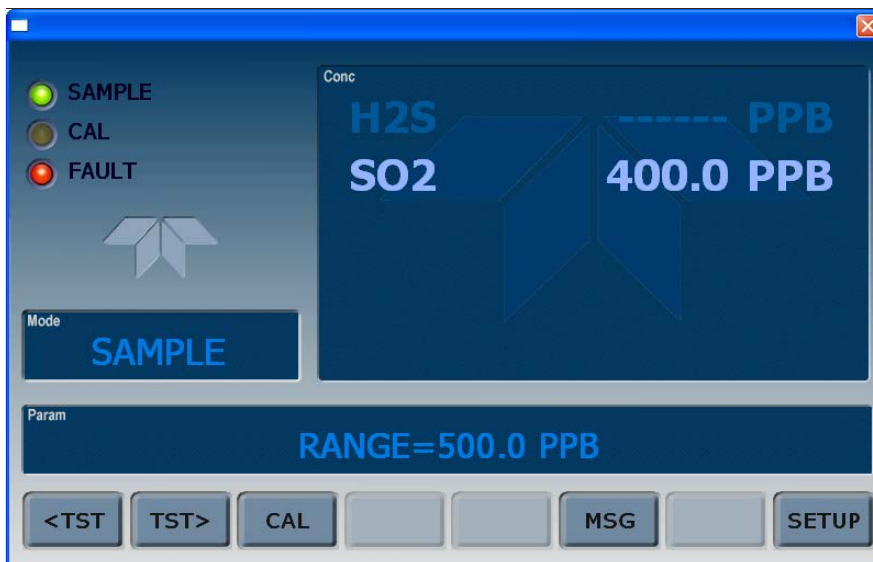 SAMPLE
CAL
FAULT
Conc
H2S ------ PPB
SO2 400.0 PPB
Mode
SAMPLE
Param
RANGE=500.0 PPB
<TST TST> CAL MSG SETUP